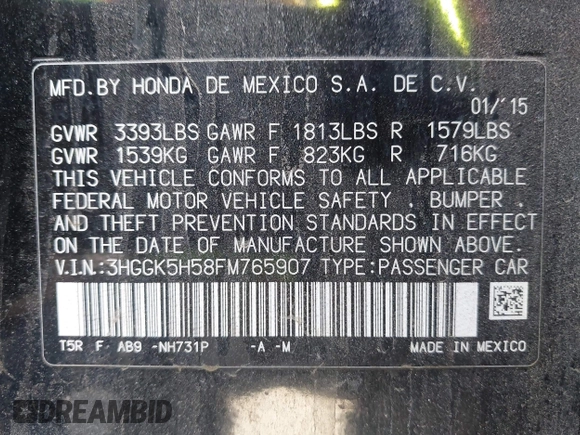 MFD.BY HONDA DE MEXICO S.A. DE C.V.
01/'15
GVWR 3393LBS GAWR F 1813LBS R 1579LBS
GVWR 1539KG GAWR F 823KG R 716KG
THIS VEHICLE CONFORMS TO ALL APPLICABLE
FEDERAL MOTOR VEHICLE SAFETY , BUMPER ,
AND THEFT PREVENTION STANDARDS IN EFFECT
ON THE DATE OF MANUFACTURE SHOWN ABOVE.
V.I.N.:3HGGK5H58FM765907 TYPE:PASSENGER CAR
T5R F AB9 -NH731P -A -M MADE IN MEXICO
DREAMBID